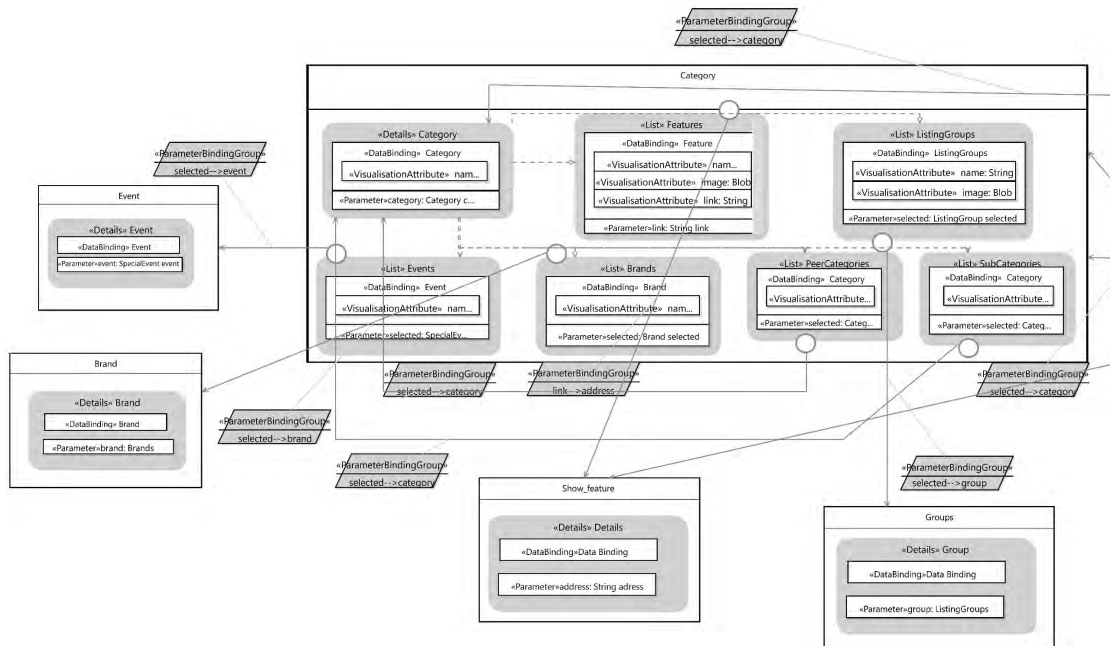 «ParameterBindingGroup»
selected-->category
Category
«Details» Category
«DataBinding» Category
«VisualisationAttribute» nam...
«Parameter»category: Category c...
«List» Features
«DataBinding» Feature
«VisualisationAttribute» nam...
«VisualisationAttribute» image: Blob
«VisualisationAttribute» link: String
«Parameter»link: String link
«List» ListingGroups
«DataBinding» ListingGroups
«VisualisationAttribute» name: String
«VisualisationAttribute» image: Blob
«Parameter»selected: ListingGroup selected
«ParameterBindingGroup»
selected-->event
Event
«Details» Event
«DataBinding» Event
«Parameter»event: SpecialEvent event
«List» Events
«DataBinding» Event
«VisualisationAttribute» nam...
«Parameter»selected: SpecialEv...
«List» Brands
«DataBinding» Brand
«VisualisationAttribute» nam...
«Parameter»selected: Brand selected
«List» PeerCategories
«DataBinding» Category
«VisualisationAttribute...
«Parameter»selected: Categ...
«List» SubCategories
«DataBinding» Category
«VisualisationAttribute...
«Parameter»selected: Categ...
Brand
«Details» Brand
«DataBinding» Brand
«Parameter»brand: Brands
«ParameterBindingGroup»
selected-->category
«ParameterBindingGroup»
link-->address
«ParameterBindingGroup»
selected-->category
«ParameterBindingGroup»
selected-->brand
«ParameterBindingGroup»
selected-->category
«ParameterBindingGroup»
selected-->group
Show_feature
«Details» Details
«DataBinding»Data Binding
«Parameter»address: String adress
Groups
«Details» Group
«DataBinding»Data Binding
«Parameter»group: ListingGroups